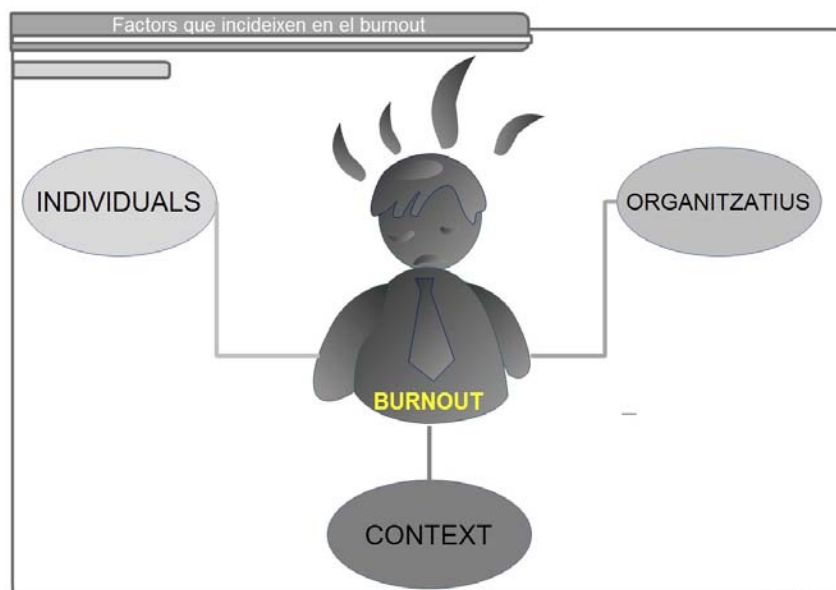 Factors que incideixen en el burnout
INDIVIDUALS
ORGANITZATIUS
BURNOUT
CONTEXT